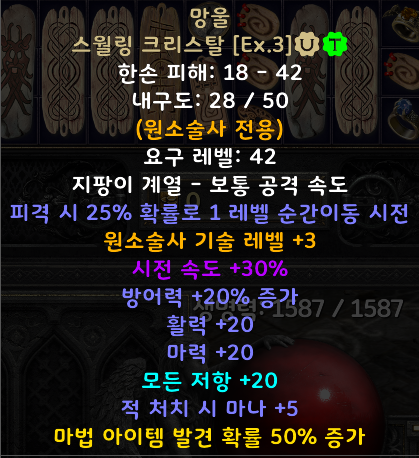 망울
스월링 크리스탈 [Ex.3] U T
한손 피해: 18 - 42
내구도: 28 / 50
(원소술사 전용)
요구 레벨: 42
지팡이 계열 - 보통 공격 속도
피격 시 25% 확률로 1 레벨 순간이동 시전
원소술사 기술 레벨 +3
시전 속도 +30%
방어력 +20% 증가
생명력: 1587 / 1587
활력 +20
마력 +20
모든 저항 +20
적 처치 시 마나 +5
마법 아이템 발견 확률 50% 증가